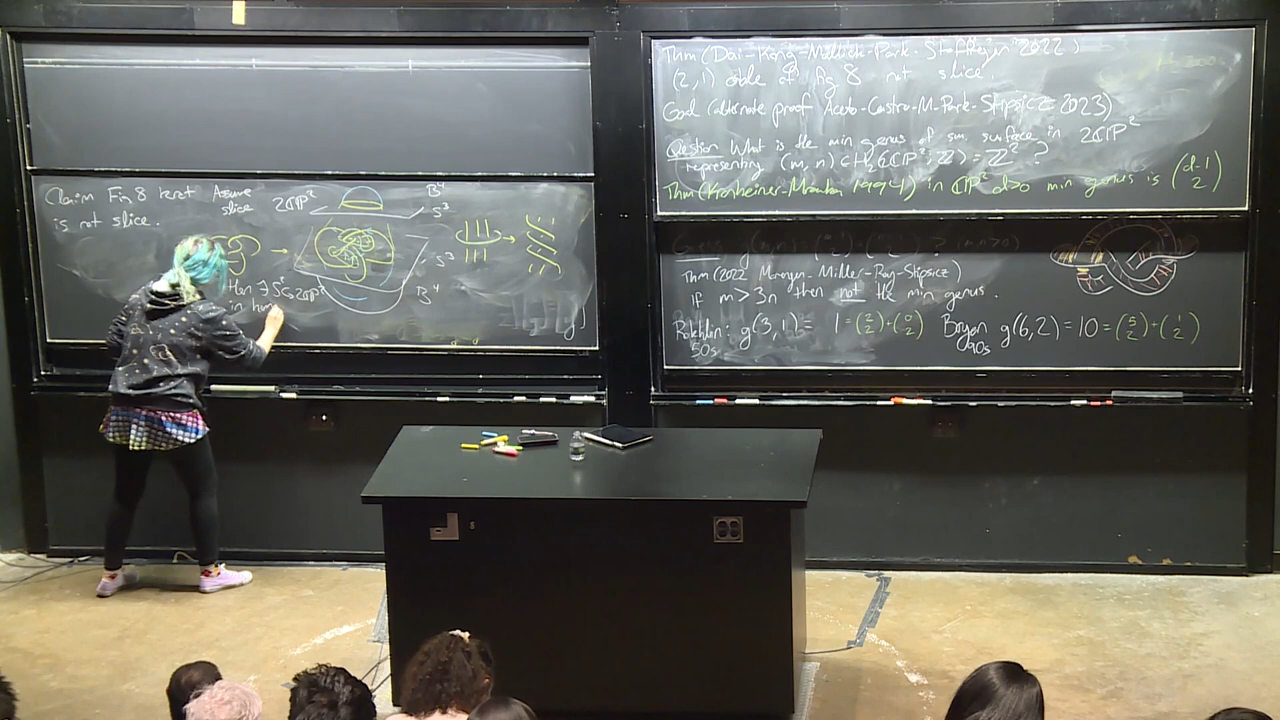 Claim Fig 8 knot Assume
is not slice. slice
2ℂP² B⁴
S³
→ → S³
B⁴
then ∃ S² ↪ 2ℂP²
in hom
Thm (Dai-Kang-Mallick-Park-Stoffregen 2022)
(2,1) cable of fig 8 not slice.
Goal (alternate proof Aceto-Castro-M-Park-Stipsicz 2023)
Question What is the min genus of sm. surface in 2ℂP²
representing (m,n) ∈ H₂(2ℂP²; ℤ) = ℤ² ?
Thm (Kronheimer-Mrowka 1994) in ℂP² d>0 min genus is (d-1 2)
Guess g(m,n) = ? (m,n>0)
Thm (2022 Marengon-Miller-Ray-Stipsicz)
If m>3n then not the min genus.
Rokhlin: g(3,1) = 1 = (2 2)+(0 2) Bryan g(6,2) = 10 = (5 2)+(1 2)
50s 90s